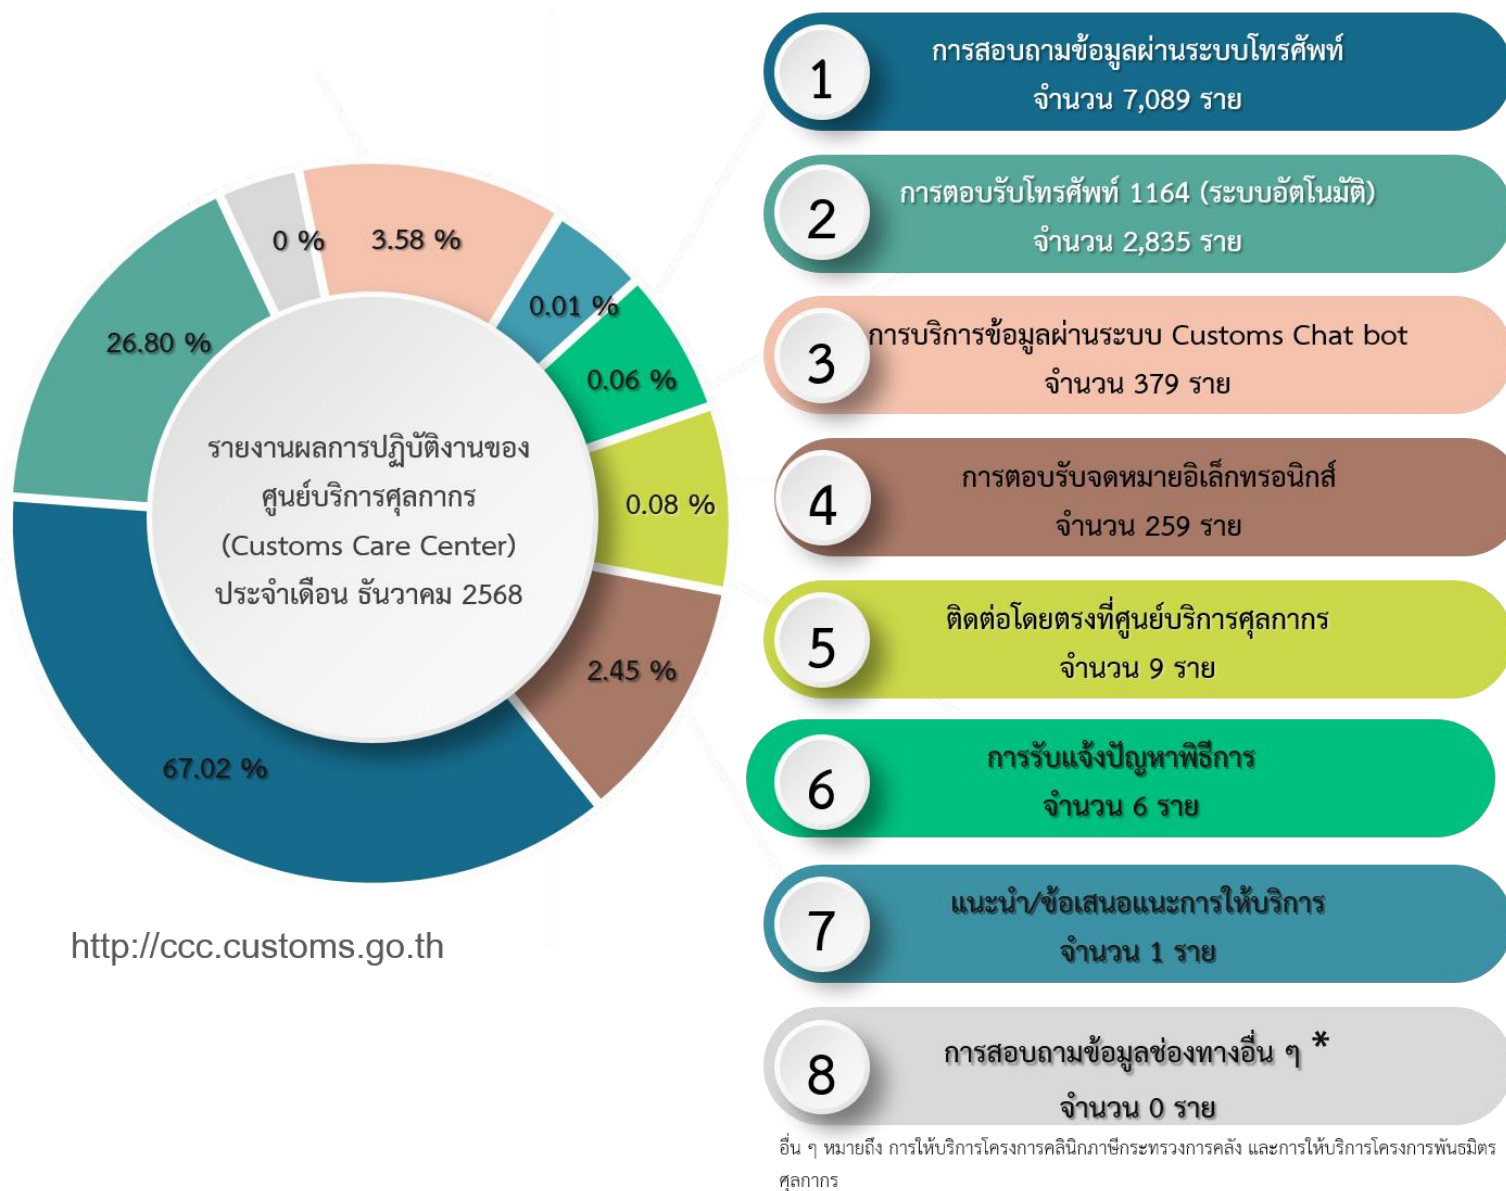 1
การสอบถามข้อมูลผ่านระบบโทรศัพท์
จำนวน 7,089 ราย
2
การตอบรับโทรศัพท์ 1164 (ระบบอัตโนมัติ)
จำนวน 2,835 ราย
3
การบริการข้อมูลผ่านระบบ Customs Chat bot
จำนวน 379 ราย
4
การตอบรับจดหมายอิเล็กทรอนิกส์
จำนวน 259 ราย
5
ติดต่อโดยตรงที่ศูนย์บริการศุลกากร
จำนวน 9 ราย
6
การรับแจ้งปัญหาพิธีการ
จำนวน 6 ราย
7
แนะนำ/ข้อเสนอแนะการให้บริการ
จำนวน 1 ราย
8
การสอบถามข้อมูลช่องทางอื่น ๆ *
จำนวน 0 ราย
อื่น ๆ หมายถึง การให้บริการโครงการคลินิกภาษีกระทรวงการคลัง และการให้บริการโครงการพันธมิตร
ศุลกากร
0 %
3.58 %
0.01 %
26.80 %
0.06 %
0.08 %
2.45 %
67.02 %
รายงานผลการปฏิบัติงานของ
ศูนย์บริการศุลกากร
(Customs Care Center)
ประจำเดือน ธันวาคม 2568
http://ccc.customs.go.th